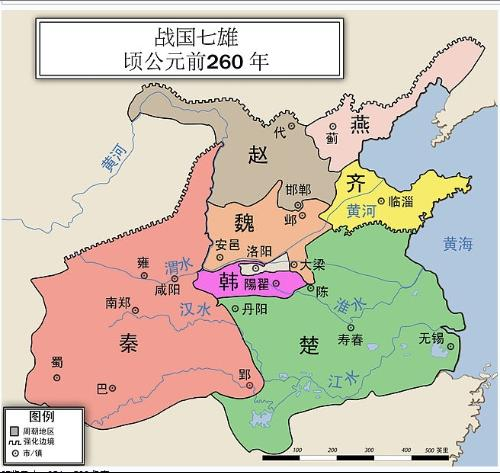 战国七雄
顷公元前260 年
燕
蓟
代
赵
黄河
齐
临淄
邯郸
邺
黄河
魏
黄海
安邑
洛阳
大梁
雍
渭水
咸阳
韩
陽翟
陈
南郑
汉水
丹阳
淮水
秦
楚
寿春
无锡
蜀
巴
郢
江水
图例
周朝地区
强化边境
市/镇
100 200 300 400 500 英里